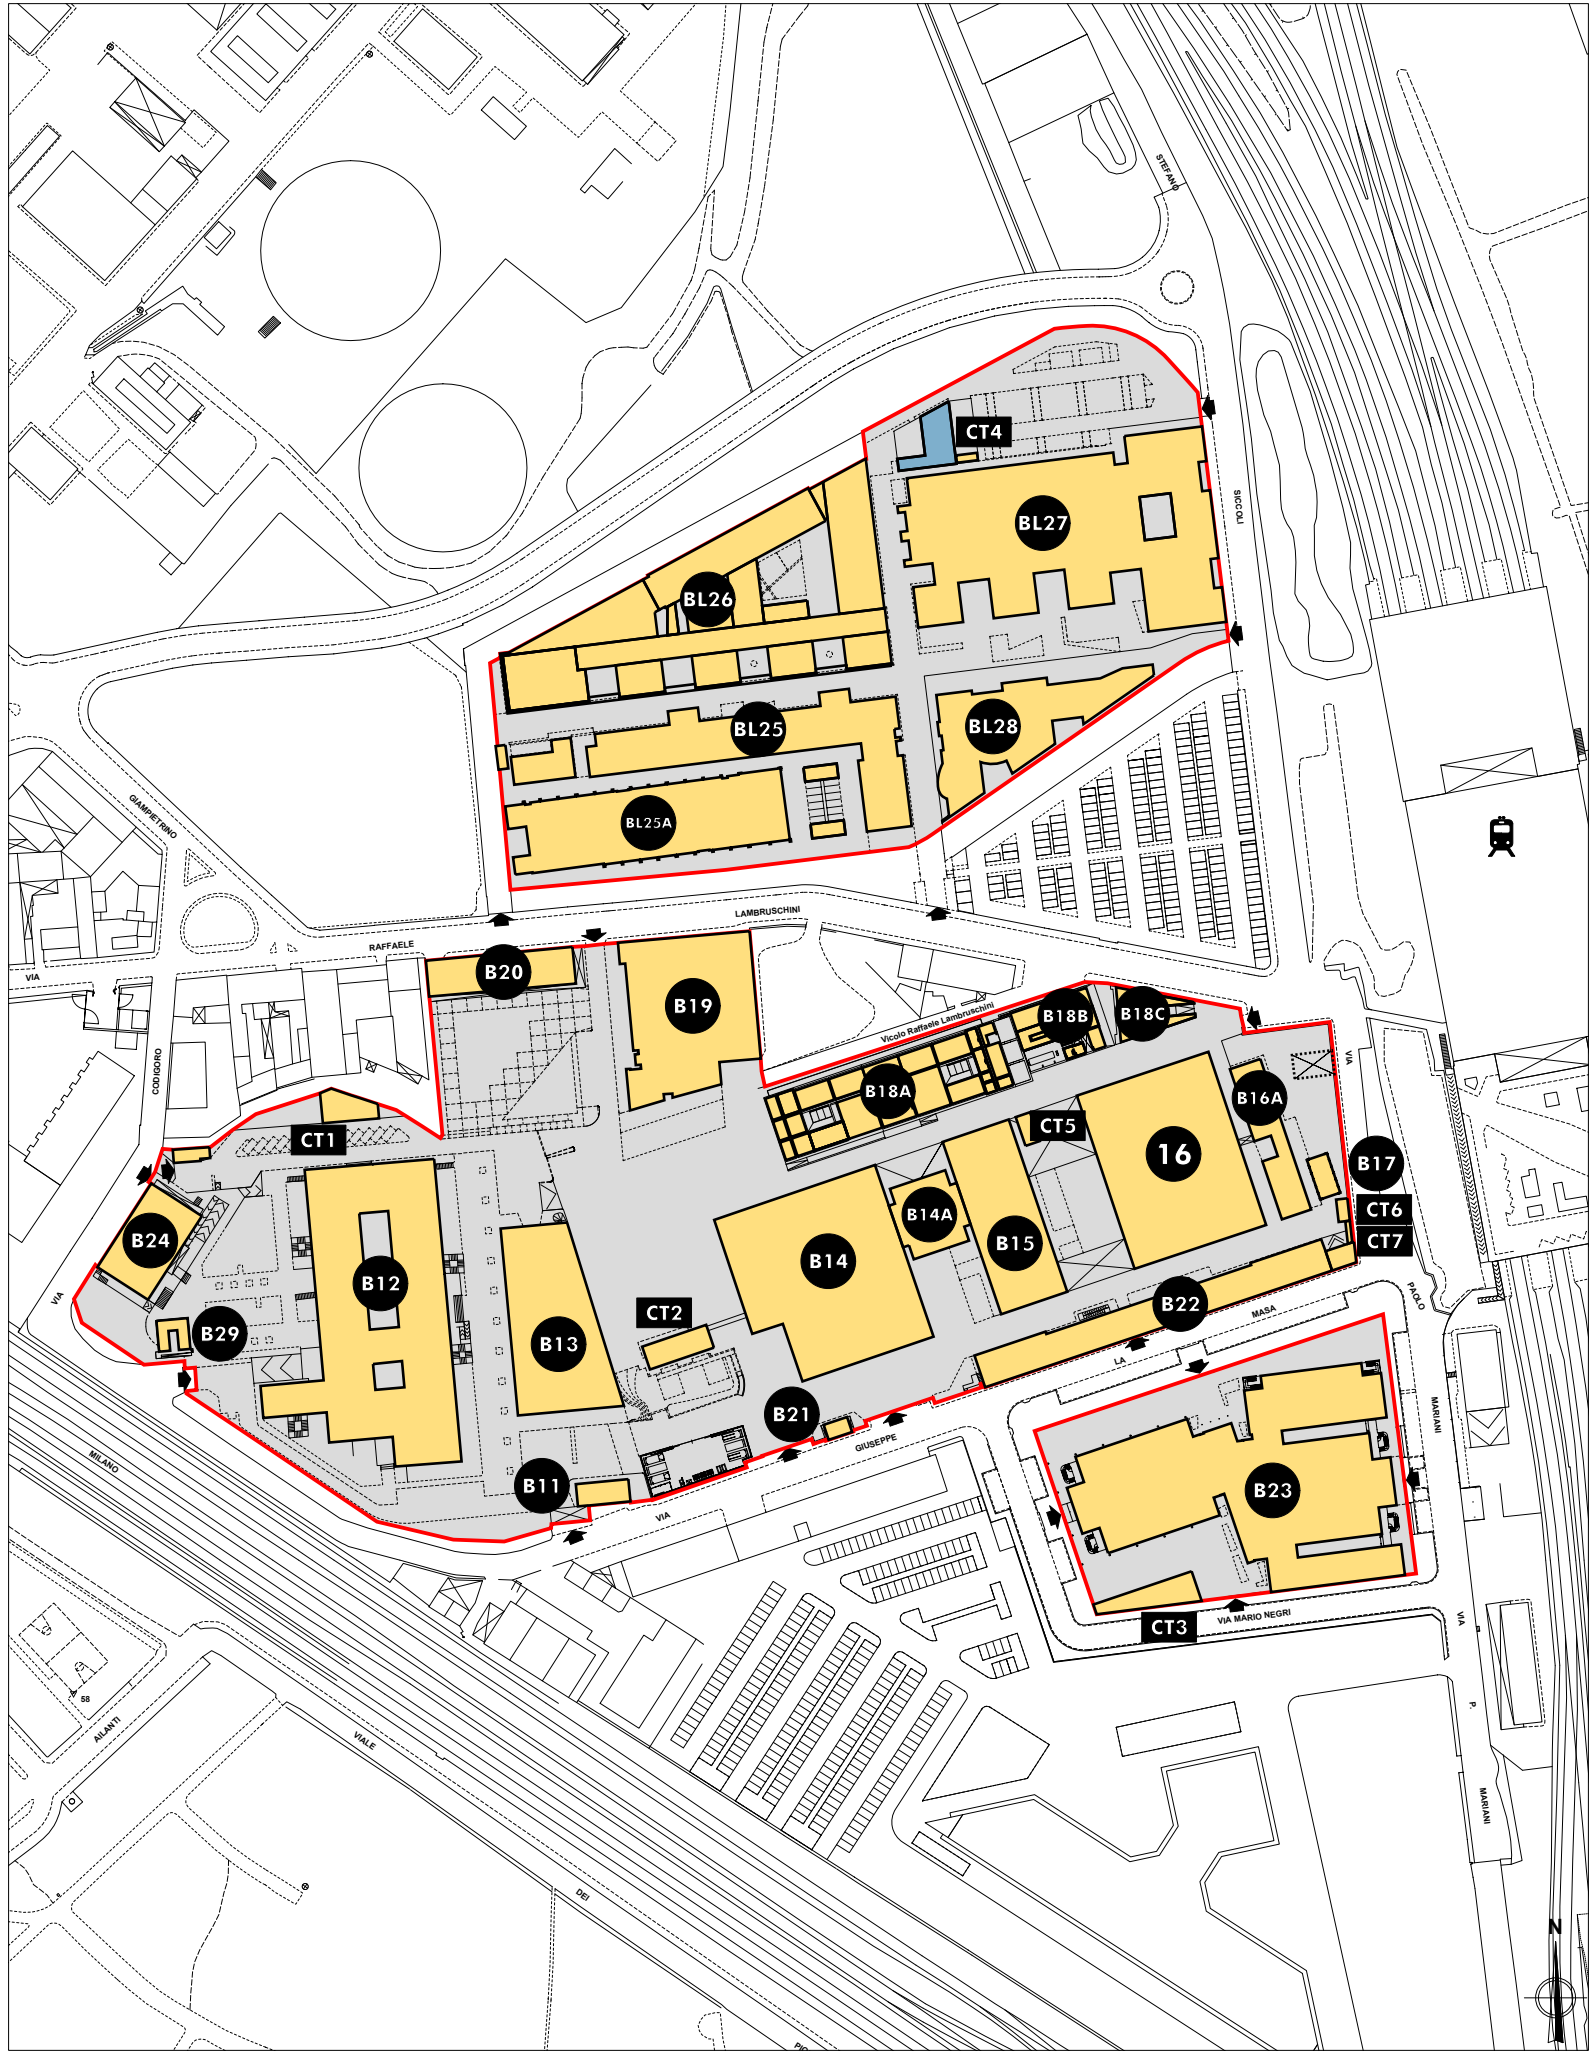 STEFANO
CT4
SICCOLI
BL27
BL26
BL25
BL28
GIAMPIETRINO
BL25A
LAMBRUSCHINI
RAFFAELE
VIA
B20
B19
Vicolo Raffaele Lambruschini
B18B
B18C
CODIGORO
VIA
B18A
B16A
CT1
CT5
16
B17
CT6
B14A
B24
B15
CT7
B14
B12
VIA
PAOLO
B22
MASA
CT2
B29
B13
LA
B21
MARIANI
GIUSEPPE
MILANO
B11
B23
VIA
VIA MARIO NEGRI
VIA
CT3
58
AILANTI
P.
VIALE
MARIANI
DEI
N